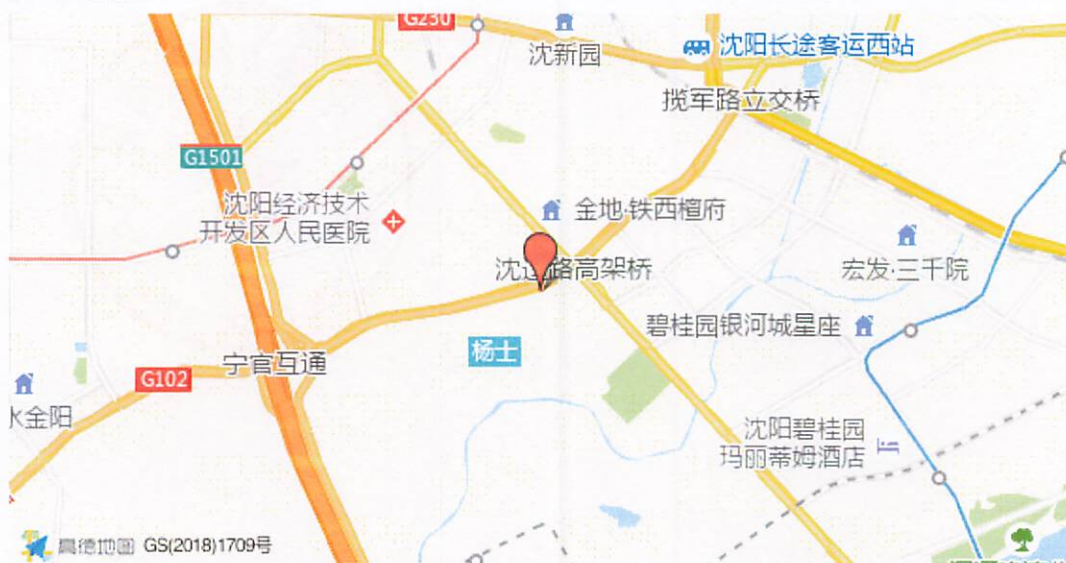 G230
沈新园
沈阳长途客运西站
揽军路立交桥
G1501
沈阳经济技术
开发区人民医院
金地·铁西檀府
沈辽路高架桥
宏发·三千院
碧桂园银河城星座
杨士
宁官互通
G102
水金阳
沈阳碧桂园
玛丽蒂姆酒店
高德地图 GS(2018)1709号